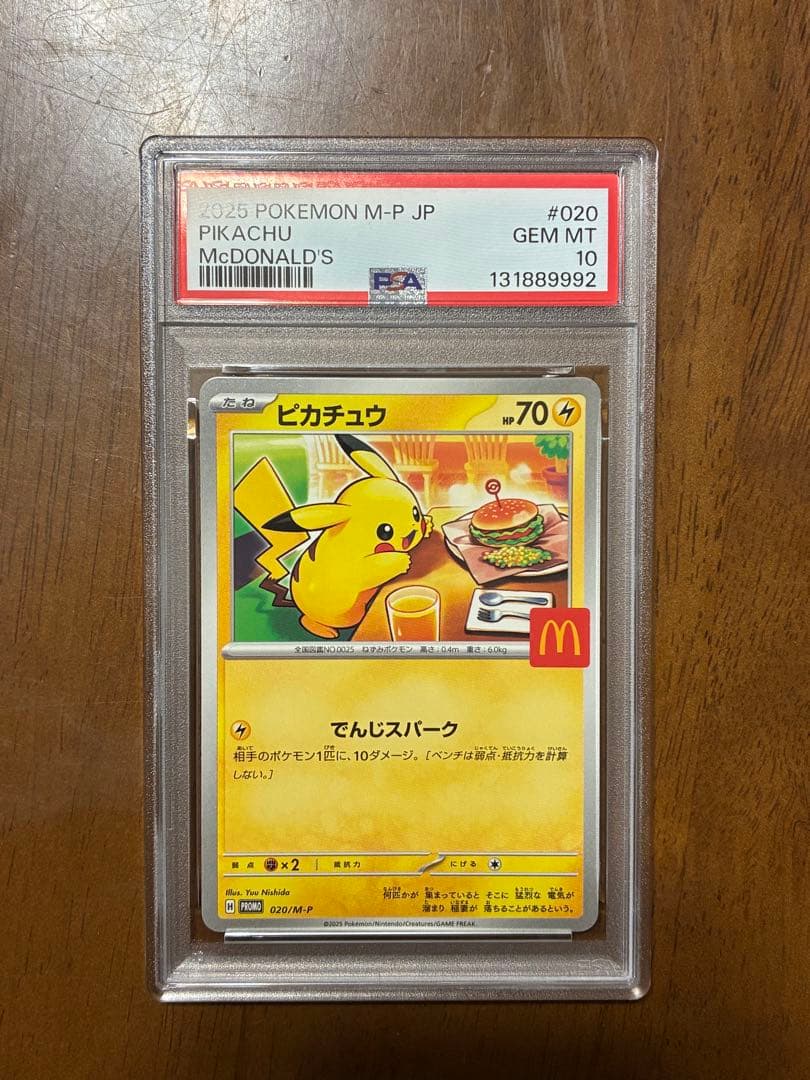 2025 POKEMON M-P JP #020
PIKACHU GEM MT
McDONALD'S 10
PSA 131889992
たね ピカチュウ HP70
全国図鑑NO.0025 ねずみポケモン 高さ:0.4m 重さ:6.0kg
でんじスパーク
相手のポケモン1匹に、10ダメージ。[ベンチは弱点・抵抗力を計算
しない。]
弱点 ×2 抵抗力 にげる
Illus. Yuu Nishida
何匹かが 集まっていると そこに 猛烈な 電気が
溜まり 稲妻が 落ちることがあるという。
H PROMO 020/M-P
©2025 Pokémon/Nintendo/Creatures/GAME FREAK.